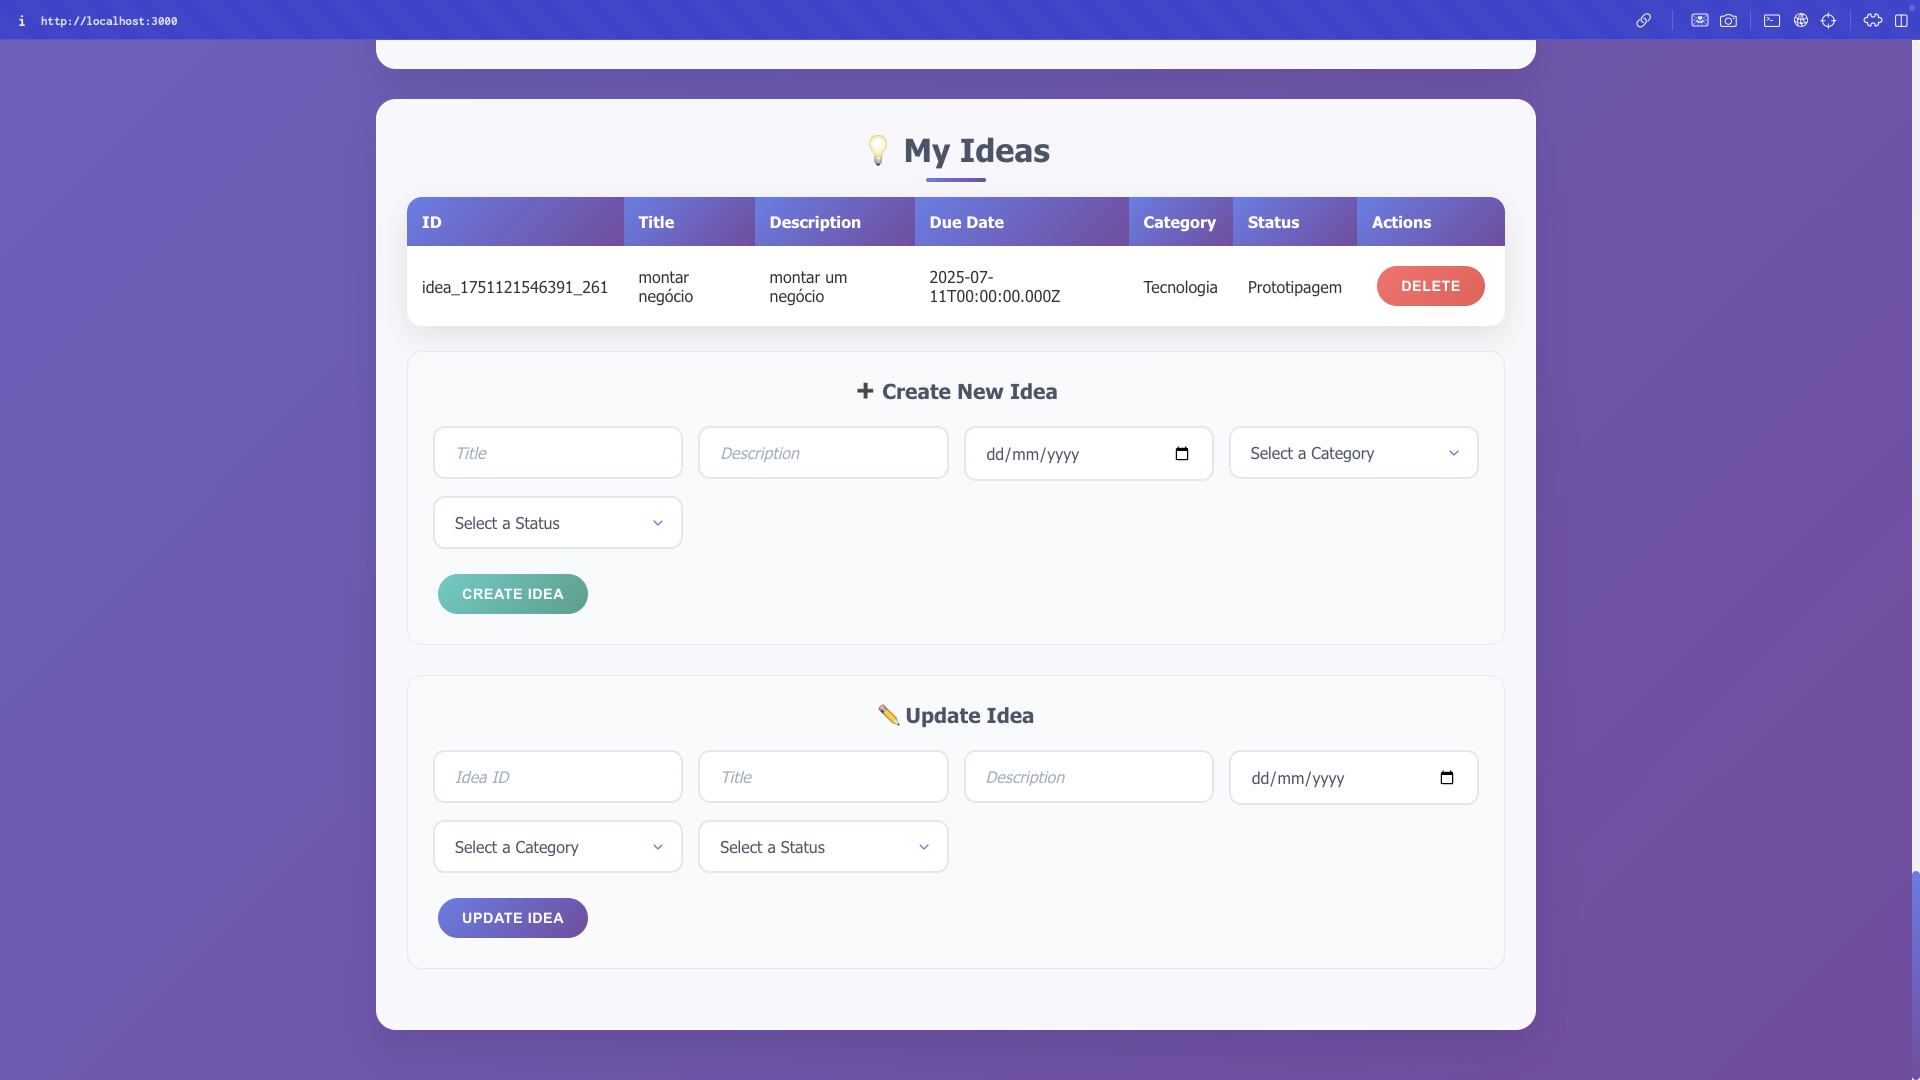 i http://localhost:3000
My Ideas
ID Title Description Due Date Category Status Actions
idea_1751121546391_261 montar negócio montar um negócio 2025-07-11T00:00:00.000Z Tecnologia Prototipagem DELETE
Create New Idea
Title Description dd/mm/yyyy Select a Category
Select a Status
CREATE IDEA
Update Idea
Idea ID Title Description dd/mm/yyyy
Select a Category Select a Status
UPDATE IDEA